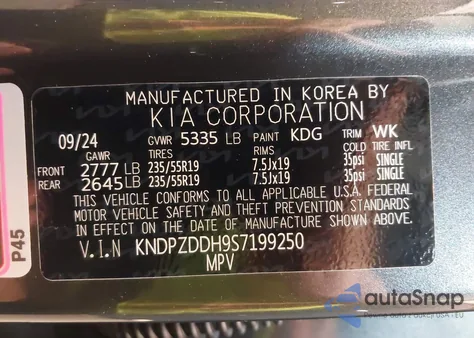 MANUFACTURED IN KOREA BY
KIA CORPORATION
09/24 GVWR 5335 LB PAINT KDG TRIM WK
GAWR TIRES RIMS COLD TIRE INFL
FRONT 2777 LB 235/55R19 7.5Jx19 35psi SINGLE
REAR 2645 LB 235/55R19 7.5Jx19 35psi SINGLE
THIS VEHICLE CONFORMS TO ALL APPLICABLE U.S.A. FEDERAL
MOTOR VEHICLE SAFETY AND THEFT PREVENTION STANDARDS
IN EFFECT ON THE DATE OF MANUFACTURE SHOWN ABOVE.
V.I.N KNDPZDDH9S7199250
MPV
P45
autoSnap